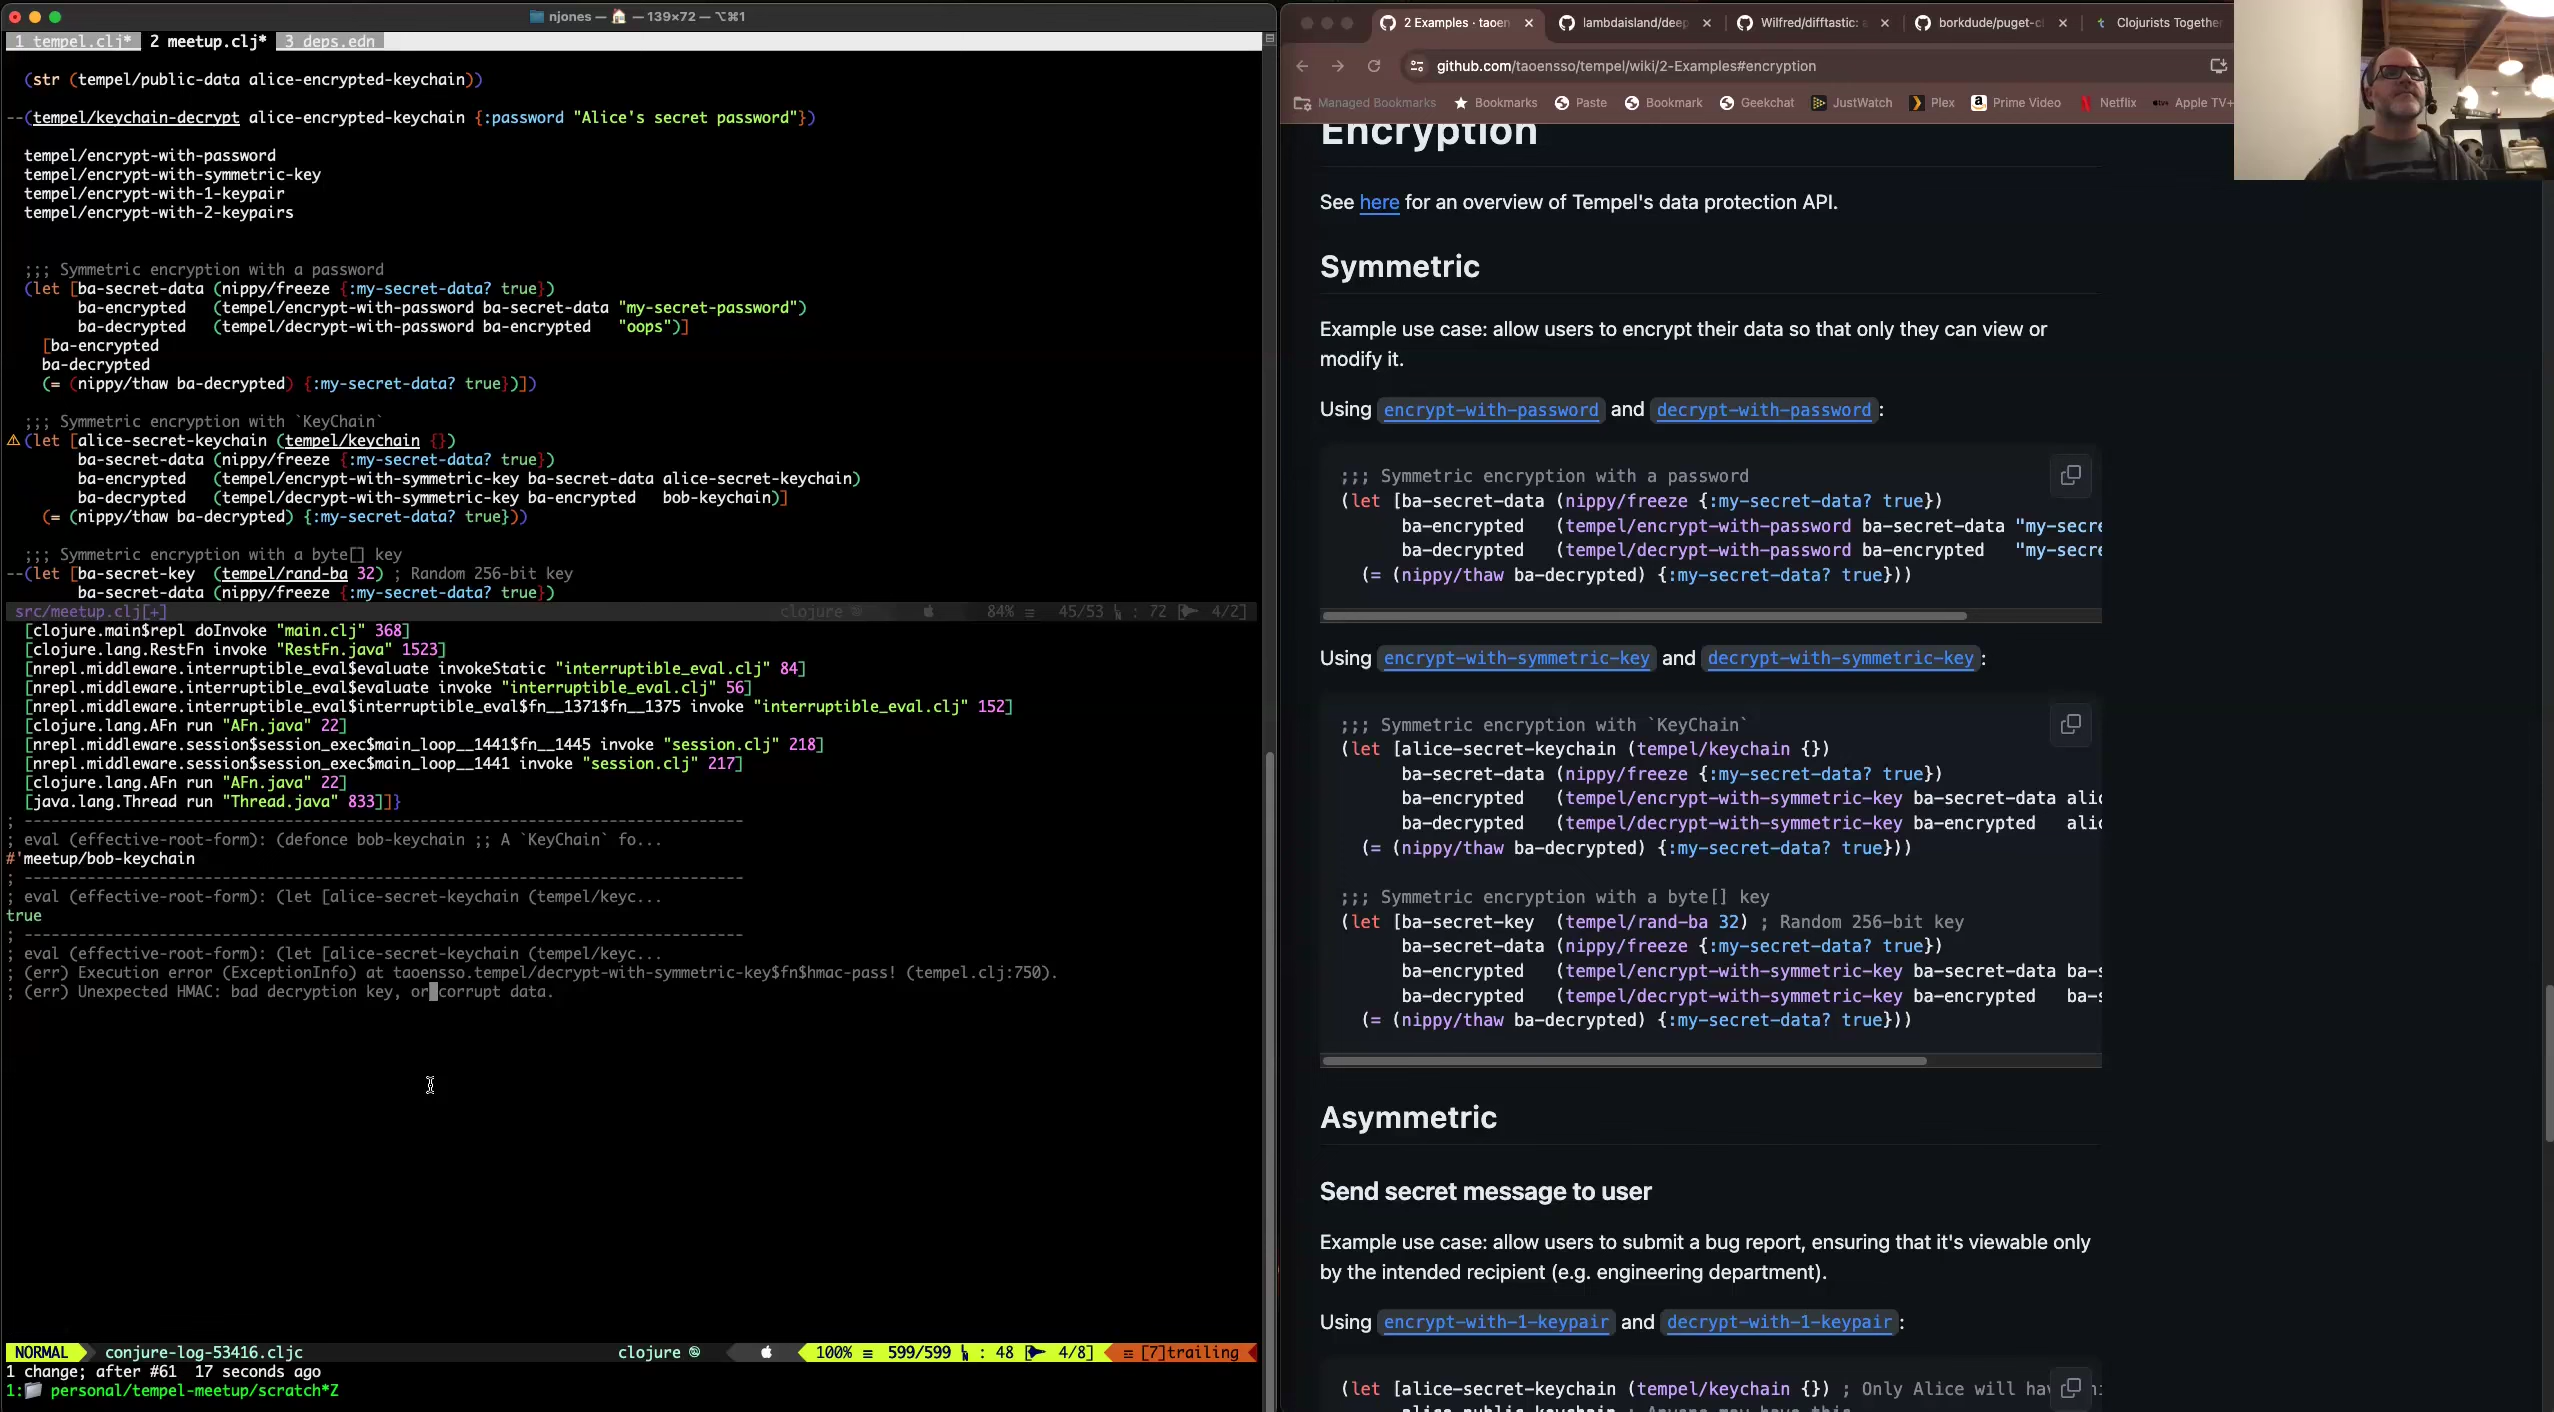 njones — 🏠 — 139×72 — ⌥⌘1
1 tempel.clj* 2 meetup.clj* 3 deps.edn
(str (tempel/public-data alice-encrypted-keychain))
--(tempel/keychain-decrypt alice-encrypted-keychain {:password "Alice's secret password"})
tempel/encrypt-with-password
tempel/encrypt-with-symmetric-key
tempel/encrypt-with-1-keypair
tempel/encrypt-with-2-keypairs
;;; Symmetric encryption with a password
(let [ba-secret-data (nippy/freeze {:my-secret-data? true})
ba-encrypted (tempel/encrypt-with-password ba-secret-data "my-secret-password")
ba-decrypted (tempel/decrypt-with-password ba-encrypted "oops")]
[ba-encrypted
ba-decrypted
(= (nippy/thaw ba-decrypted) {:my-secret-data? true})])
;;; Symmetric encryption with `KeyChain`
⚠(let [alice-secret-keychain (tempel/keychain {})
ba-secret-data (nippy/freeze {:my-secret-data? true})
ba-encrypted (tempel/encrypt-with-symmetric-key ba-secret-data alice-secret-keychain)
ba-decrypted (tempel/decrypt-with-symmetric-key ba-encrypted bob-keychain)]
(= (nippy/thaw ba-decrypted) {:my-secret-data? true}))
;;; Symmetric encryption with a byte[] key
--(let [ba-secret-key (tempel/rand-ba 32) ; Random 256-bit key
ba-secret-data (nippy/freeze {:my-secret-data? true})
src/meetup.clj[+] clojure 84% ≡ 45/53 : 72 4/2]
[clojure.main$repl doInvoke "main.clj" 368]
[clojure.lang.RestFn invoke "RestFn.java" 1523]
[nrepl.middleware.interruptible_eval$evaluate invokeStatic "interruptible_eval.clj" 84]
[nrepl.middleware.interruptible_eval$evaluate invoke "interruptible_eval.clj" 56]
[nrepl.middleware.interruptible_eval$interruptible_eval$fn__1371$fn__1375 invoke "interruptible_eval.clj" 152]
[clojure.lang.AFn run "AFn.java" 22]
[nrepl.middleware.session$session_exec$main_loop__1441$fn__1445 invoke "session.clj" 218]
[nrepl.middleware.session$session_exec$main_loop__1441 invoke "session.clj" 217]
[clojure.lang.AFn run "AFn.java" 22]
[java.lang.Thread run "Thread.java" 833]]}
; --------------------------------------------------------------------------------
; eval (effective-root-form): (defonce bob-keychain ;; A `KeyChain` fo...
#'meetup/bob-keychain
; --------------------------------------------------------------------------------
; eval (effective-root-form): (let [alice-secret-keychain (tempel/keyc...
true
; --------------------------------------------------------------------------------
; eval (effective-root-form): (let [alice-secret-keychain (tempel/keyc...
; (err) Execution error (ExceptionInfo) at taoensso.tempel/decrypt-with-symmetric-key$fn$hmac-pass! (tempel.clj:750).
; (err) Unexpected HMAC: bad decryption key, or corrupt data.
NORMAL conjure-log-53416.cljc clojure 100% ≡ 599/599 : 48 4/8] ≡ [7]trailing
1 change; after #61 17 seconds ago
1: personal/tempel-meetup/scratch*Z
2 Examples · taoen lambdaisland/deep Wilfred/difftastic: a borkdude/puget-cl Clojurists Together
github.com/taoensso/tempel/wiki/2-Examples#encryption
Managed Bookmarks Bookmarks Paste Bookmark Geekchat JustWatch Plex Prime Video Netflix Apple TV+
Encryption
See here for an overview of Tempel's data protection API.
Symmetric
Example use case: allow users to encrypt their data so that only they can view or
modify it.
Using encrypt-with-password and decrypt-with-password:
;;; Symmetric encryption with a password
(let [ba-secret-data (nippy/freeze {:my-secret-data? true})
ba-encrypted (tempel/encrypt-with-password ba-secret-data "my-secre
ba-decrypted (tempel/decrypt-with-password ba-encrypted "my-secre
(= (nippy/thaw ba-decrypted) {:my-secret-data? true}))
Using encrypt-with-symmetric-key and decrypt-with-symmetric-key:
;;; Symmetric encryption with `KeyChain`
(let [alice-secret-keychain (tempel/keychain {})
ba-secret-data (nippy/freeze {:my-secret-data? true})
ba-encrypted (tempel/encrypt-with-symmetric-key ba-secret-data alic
ba-decrypted (tempel/decrypt-with-symmetric-key ba-encrypted alic
(= (nippy/thaw ba-decrypted) {:my-secret-data? true}))
;;; Symmetric encryption with a byte[] key
(let [ba-secret-key (tempel/rand-ba 32) ; Random 256-bit key
ba-secret-data (nippy/freeze {:my-secret-data? true})
ba-encrypted (tempel/encrypt-with-symmetric-key ba-secret-data ba-s
ba-decrypted (tempel/decrypt-with-symmetric-key ba-encrypted ba-s
(= (nippy/thaw ba-decrypted) {:my-secret-data? true}))
Asymmetric
Send secret message to user
Example use case: allow users to submit a bug report, ensuring that it's viewable only
by the intended recipient (e.g. engineering department).
Using encrypt-with-1-keypair and decrypt-with-1-keypair:
(let [alice-secret-keychain (tempel/keychain {}) ; Only Alice will hav